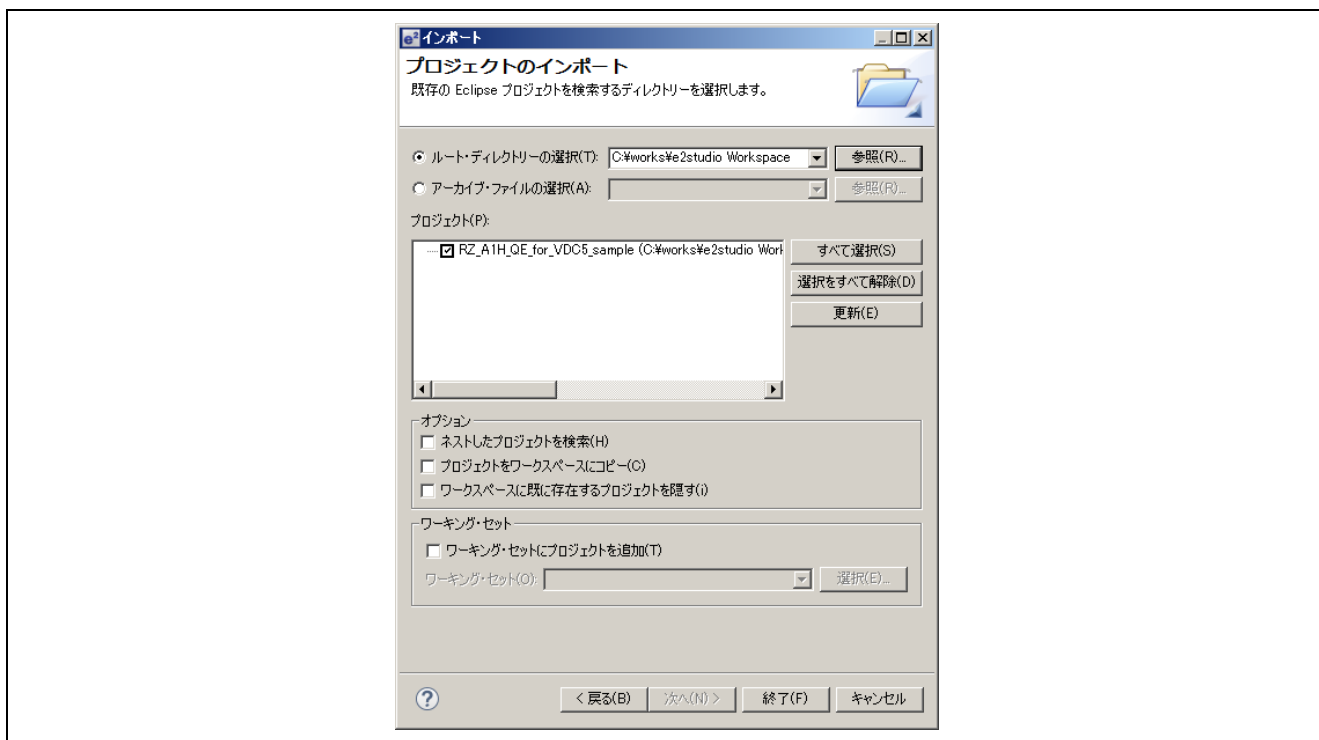 e² インポート
プロジェクトのインポート
既存の Eclipse プロジェクトを検索するディレクトリーを選択します。
ルート・ディレクトリーの選択(T): C:¥works¥e2studio Workspace 参照(R)...
アーカイブ・ファイルの選択(A): 参照(R)...
プロジェクト(P):
RZ_A1H_QE_for_VDC5_sample (C:¥works¥e2studio Work すべて選択(S)
選択をすべて解除(D)
更新(E)
オプション
ネストしたプロジェクトを検索(H)
プロジェクトをワークスペースにコピー(C)
ワークスペースに既に存在するプロジェクトを隠す(i)
ワーキング・セット
ワーキング・セットにプロジェクトを追加(T)
ワーキング・セット(O): 選択(E)...
? < 戻る(B) 次へ(N) > 終了(F) キャンセル